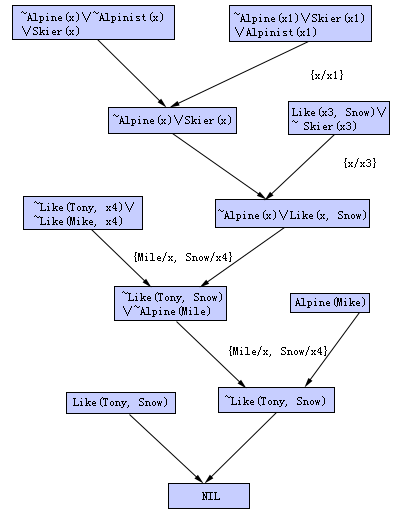 ~Alpine(x)∨~Alpinist(x)
∨Skier(x)
~Alpine(x1)∨Skier(x1)
∨Alpinist(x1)
{x/x1}
~Alpine(x)∨Skier(x)
Like(x3, Snow)∨
~ Skier(x3)
{x/x3}
~Like(Tony, x4)∨
~Like(Mike, x4)
~Alpine(x)∨Like(x, Snow)
{Mile/x, Snow/x4}
~Like(Tony, Snow)
∨~Alpine(Mile)
Alpine(Mike)
{Mile/x, Snow/x4}
Like(Tony, Snow)
~Like(Tony, Snow)
NIL